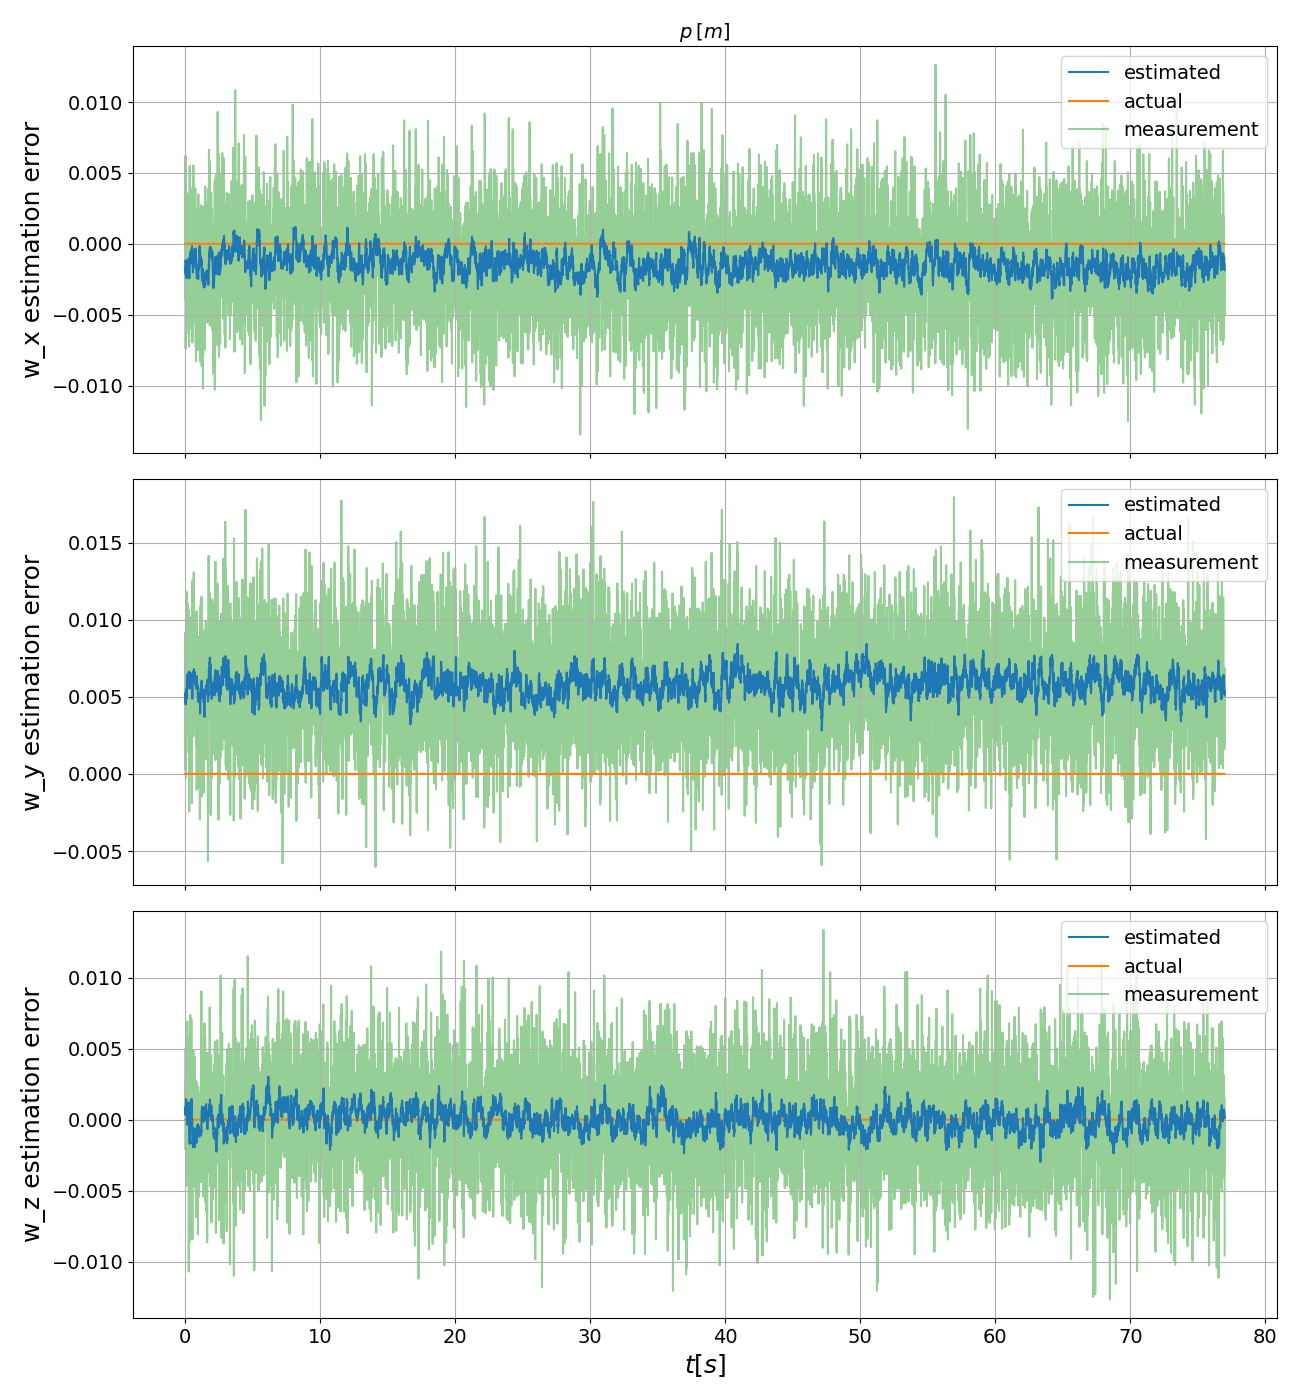 p [m]
w_x estimation error
0.010
0.005
0.000
−0.005
−0.010
estimated
actual
measurement
w_y estimation error
0.015
0.010
0.005
0.000
−0.005
estimated
actual
measurement
w_z estimation error
0.010
0.005
0.000
−0.005
−0.010
estimated
actual
measurement
0 10 20 30 40 50 60 70 80
t[s]